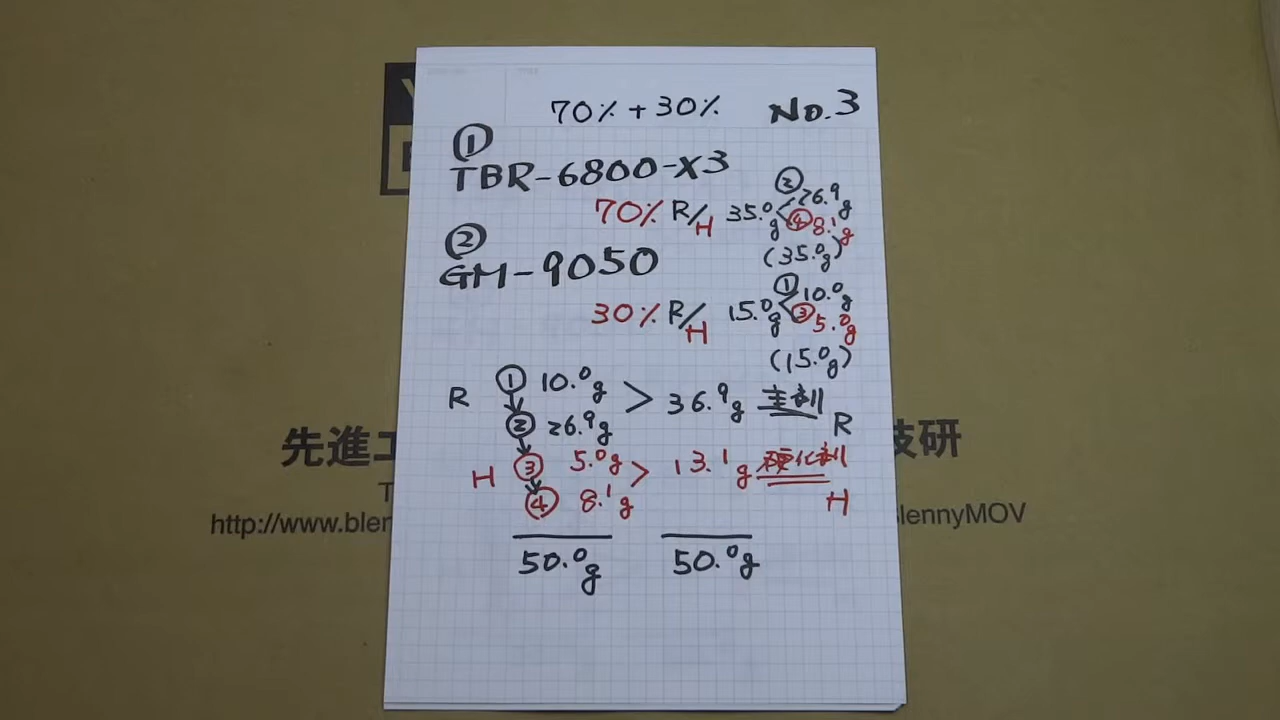 70% + 30% No.3
①
TBR-6800-X3
70% R/H 35.0g < ② 26.9g
④ 8.1g
(35.0g)
②
GM-9050
30% R/H 15.0g < ① 10.0g
③ 5.0g
(15.0g)
R ① 10.0g > 36.9g 主剤 R
② 26.9g
H ③ 5.0g > 13.1g 硬化剤 H
④ 8.1g
50.0g 50.0g
先進工 技研
http://www.blen lennyMOV